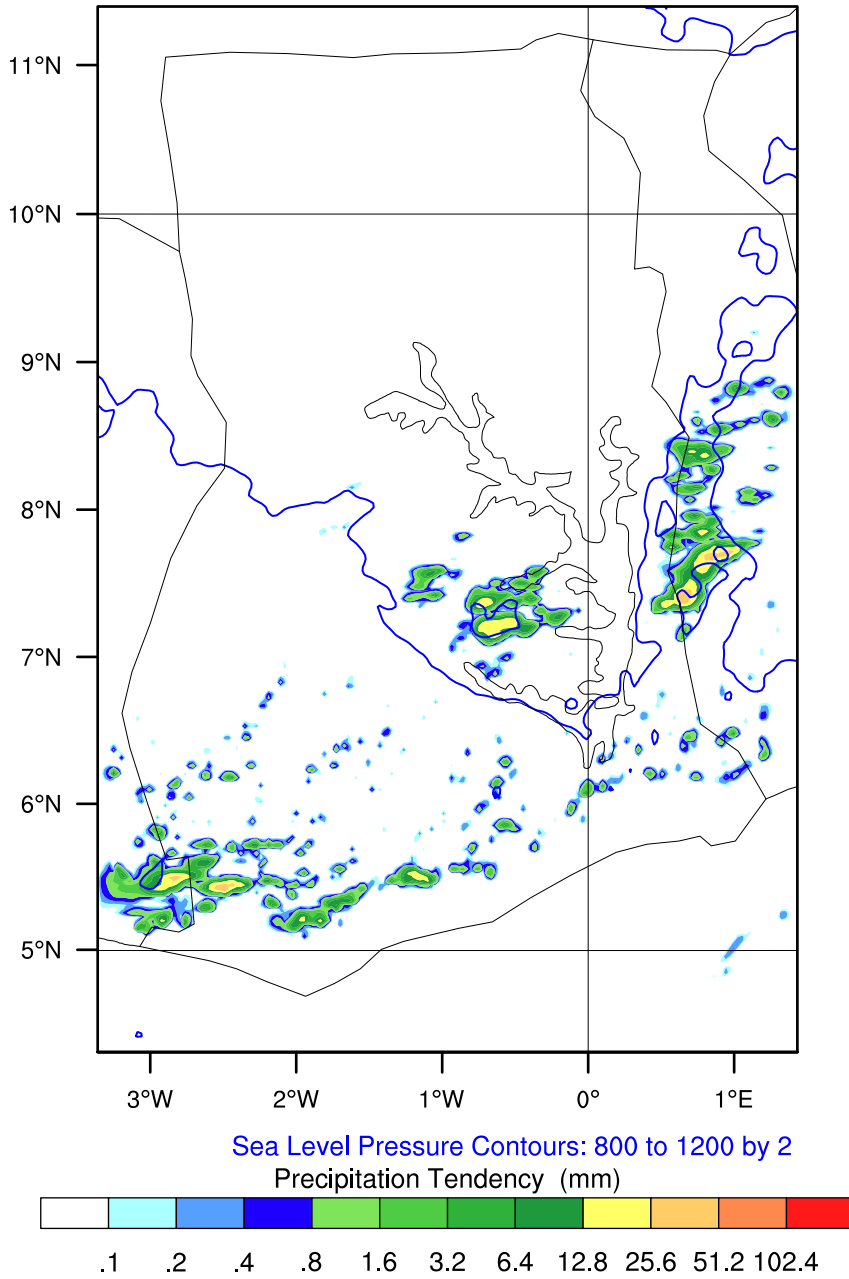 11°N
10°N
9°N
8°N
7°N
6°N
5°N
3°W 2°W 1°W 0° 1°E
Sea Level Pressure Contours: 800 to 1200 by 2
Precipitation Tendency (mm)
.1 .2 .4 .8 1.6 3.2 6.4 12.8 25.6 51.2 102.4